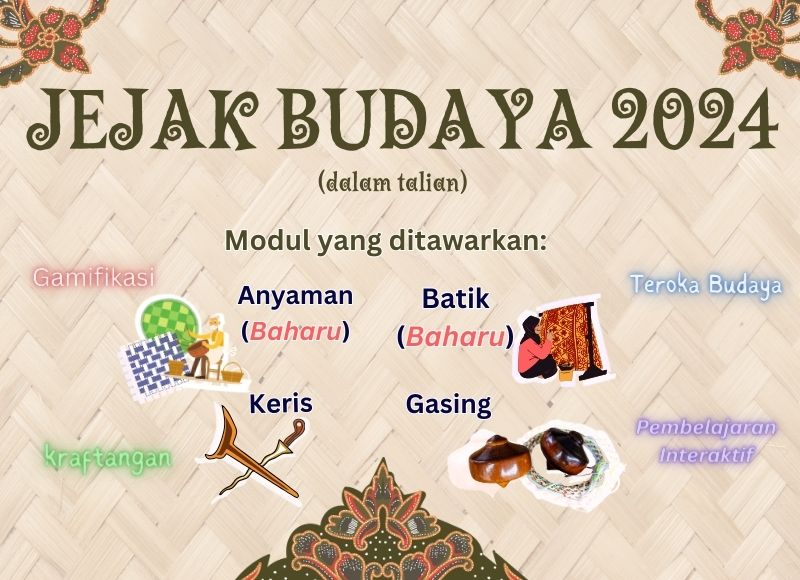 JEJAK BUDAYA 2024
(dalam talian)
Modul yang ditawarkan:
Gamifikasi
Teroka Budaya
Anyaman
(Baharu)
Batik
(Baharu)
Keris
Gasing
kraftangan
Pembelajaran
Interaktif